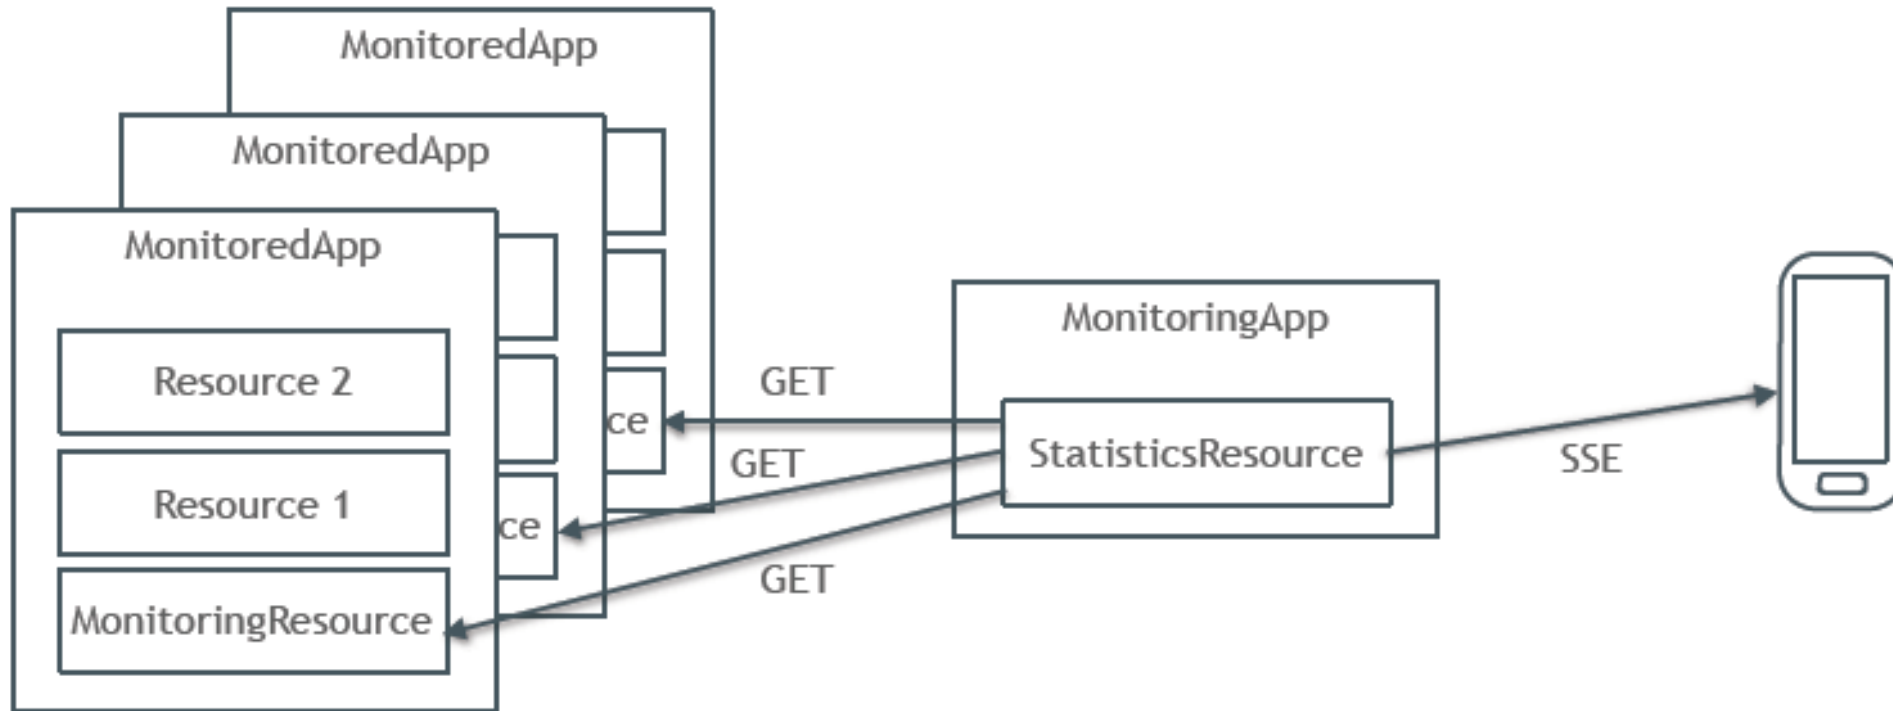 MonitoredApp
MonitoredApp
MonitoredApp
Resource 2
Resource 1
MonitoringResource
ce
ce
GET
GET
GET
MonitoringApp
StatisticsResource
SSE